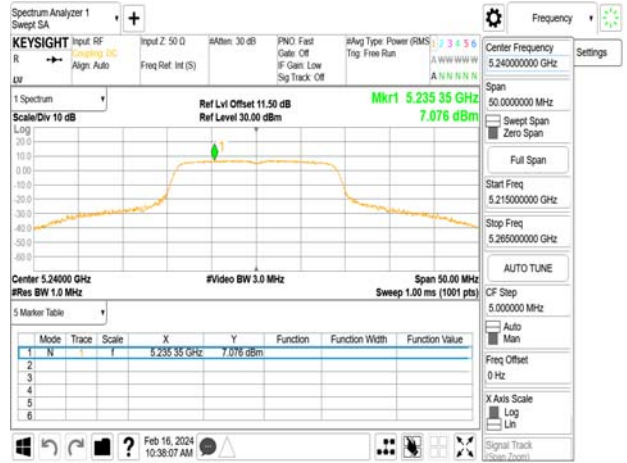 Spectrum Analyzer 1
Swept SA
+
Frequency
KEYSIGHT
R
Input: RF
Coupling: DC
Align: Auto
Input Z: 50 Ω
Freq Ref: Int (S)
#Atten: 30 dB
PNO: Fast
Gate: Off
IF Gain: Low
Sig Track: Off
#Avg Type: Power (RMS
Trig: Free Run
1 2 3 4 5 6
A W W W W W
A N N N N N
Settings
Center Frequency
5.240000000 GHz
Span
50.0000000 MHz
Swept Span
Zero Span
Full Span
Start Freq
5.215000000 GHz
Stop Freq
5.265000000 GHz
AUTO TUNE
CF Step
5.000000 MHz
Auto
Man
Freq Offset
0 Hz
X Axis Scale
Log
Lin
Signal Track
(Span Zoom)
1 Spectrum
Scale/Div 10 dB
Ref Lvl Offset 11.50 dB
Ref Level 30.00 dBm
Mkr1 5.235 35 GHz
7.076 dBm
Log
20.0
10.0
0.00
-10.0
-20.0
-30.0
-40.0
-50.0
-60.0
1
Center 5.24000 GHz
#Res BW 1.0 MHz
#Video BW 3.0 MHz
Span 50.00 MHz
Sweep 1.00 ms (1001 pts)
5 Marker Table
Mode Trace Scale X Y Function Function Width Function Value
1 N 1 f 5.235 35 GHz 7.076 dBm
2
3
4
5
6
?
Feb 16, 2024
10:38:07 AM